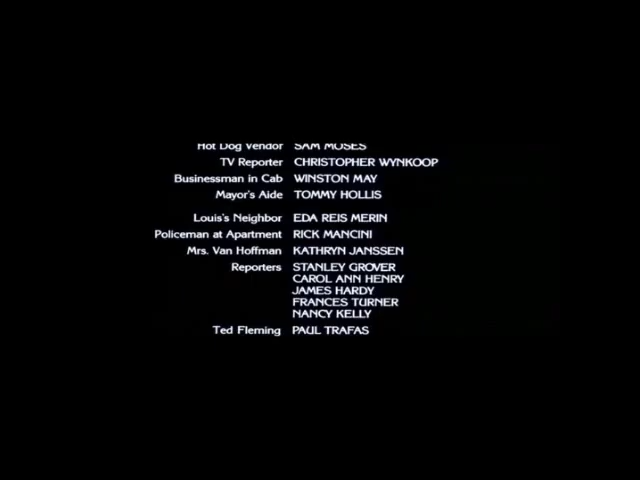 Hot Dog Vendor SAM MOSES
TV Reporter CHRISTOPHER WYNKOOP
Businessman in Cab WINSTON MAY
Mayor's Aide TOMMY HOLLIS
Louis's Neighbor EDA REIS MERIN
Policeman at Apartment RICK MANCINI
Mrs. Van Hoffman KATHRYN JANSSEN
Reporters STANLEY GROVER
CAROL ANN HENRY
JAMES HARDY
FRANCES TURNER
NANCY KELLY
Ted Fleming PAUL TRAFAS